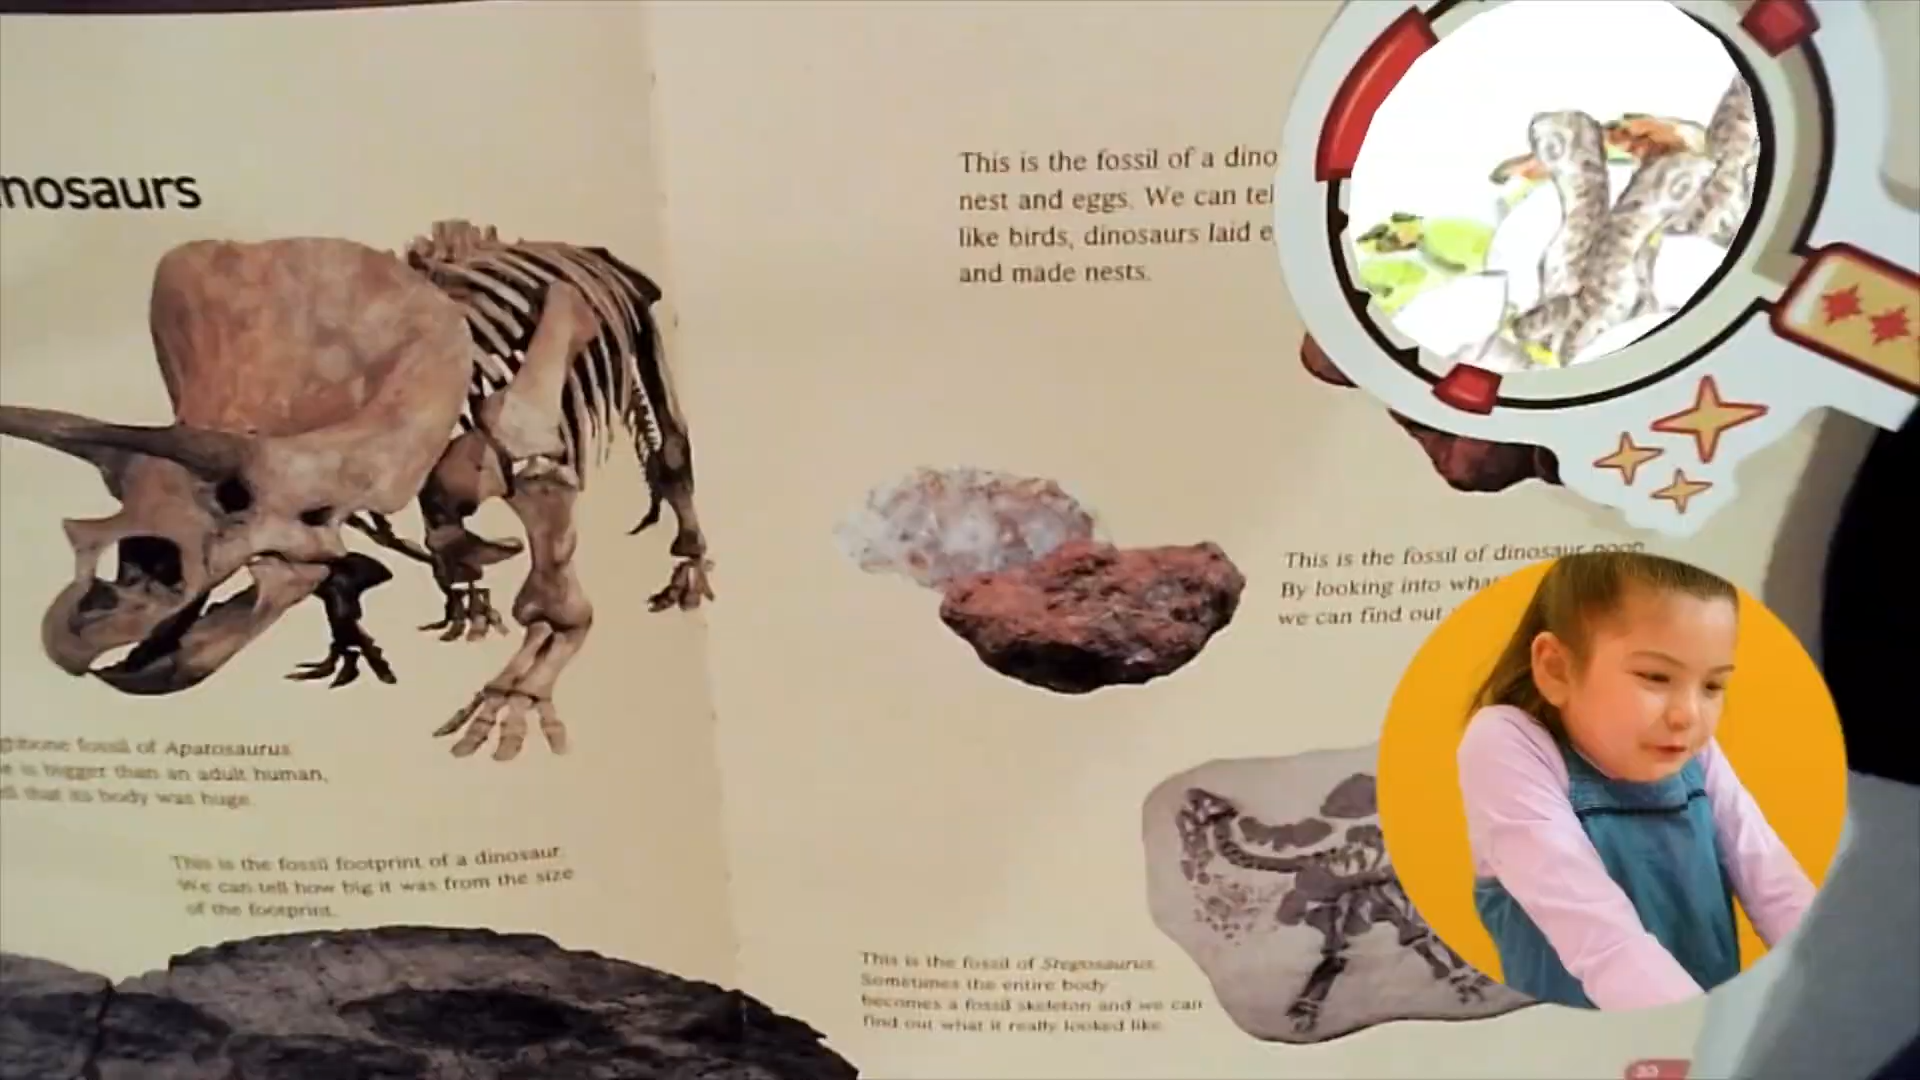 nosaurs
This is the fossil of a dino
nest and eggs. We can tel
like birds, dinosaurs laid e
and made nests.
This is the fossil of dinosaur poop
By looking into what
we can find out
ghbone fossil of Apatosaurus
e is bigger than an adult human,
ell that its body was huge.
This is the fossil footprint of a dinosaur.
We can tell how big it was from the size
of the footprint.
This is the fossil of Stegosaurus.
Sometimes the entire body
becomes a fossil skeleton and we can
find out what it really looked like.